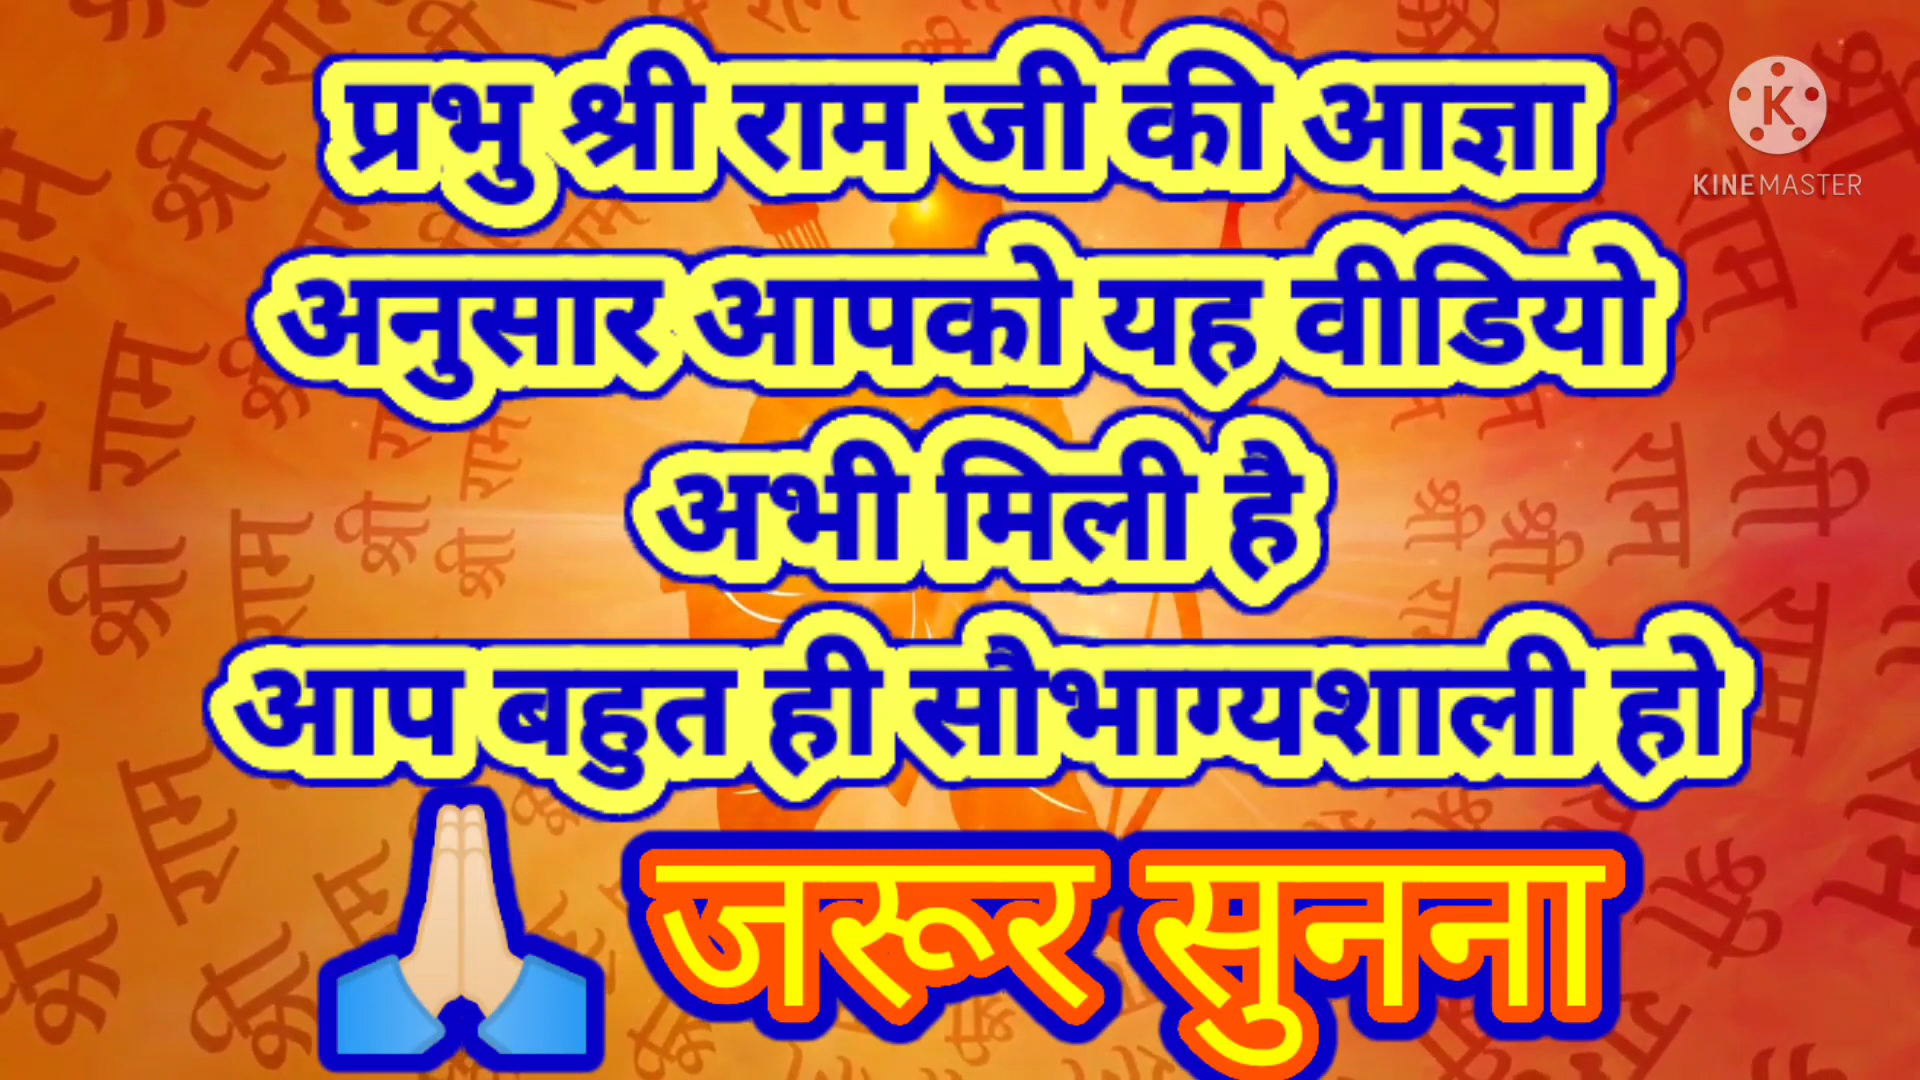 प्रभु श्री राम जी की आज्ञा
अनुसार आपको यह वीडियो
अभी मिली है
आप बहुत ही सौभाग्यशाली हो
जरूर सुनना
K
KINEMASTER
श्री राम